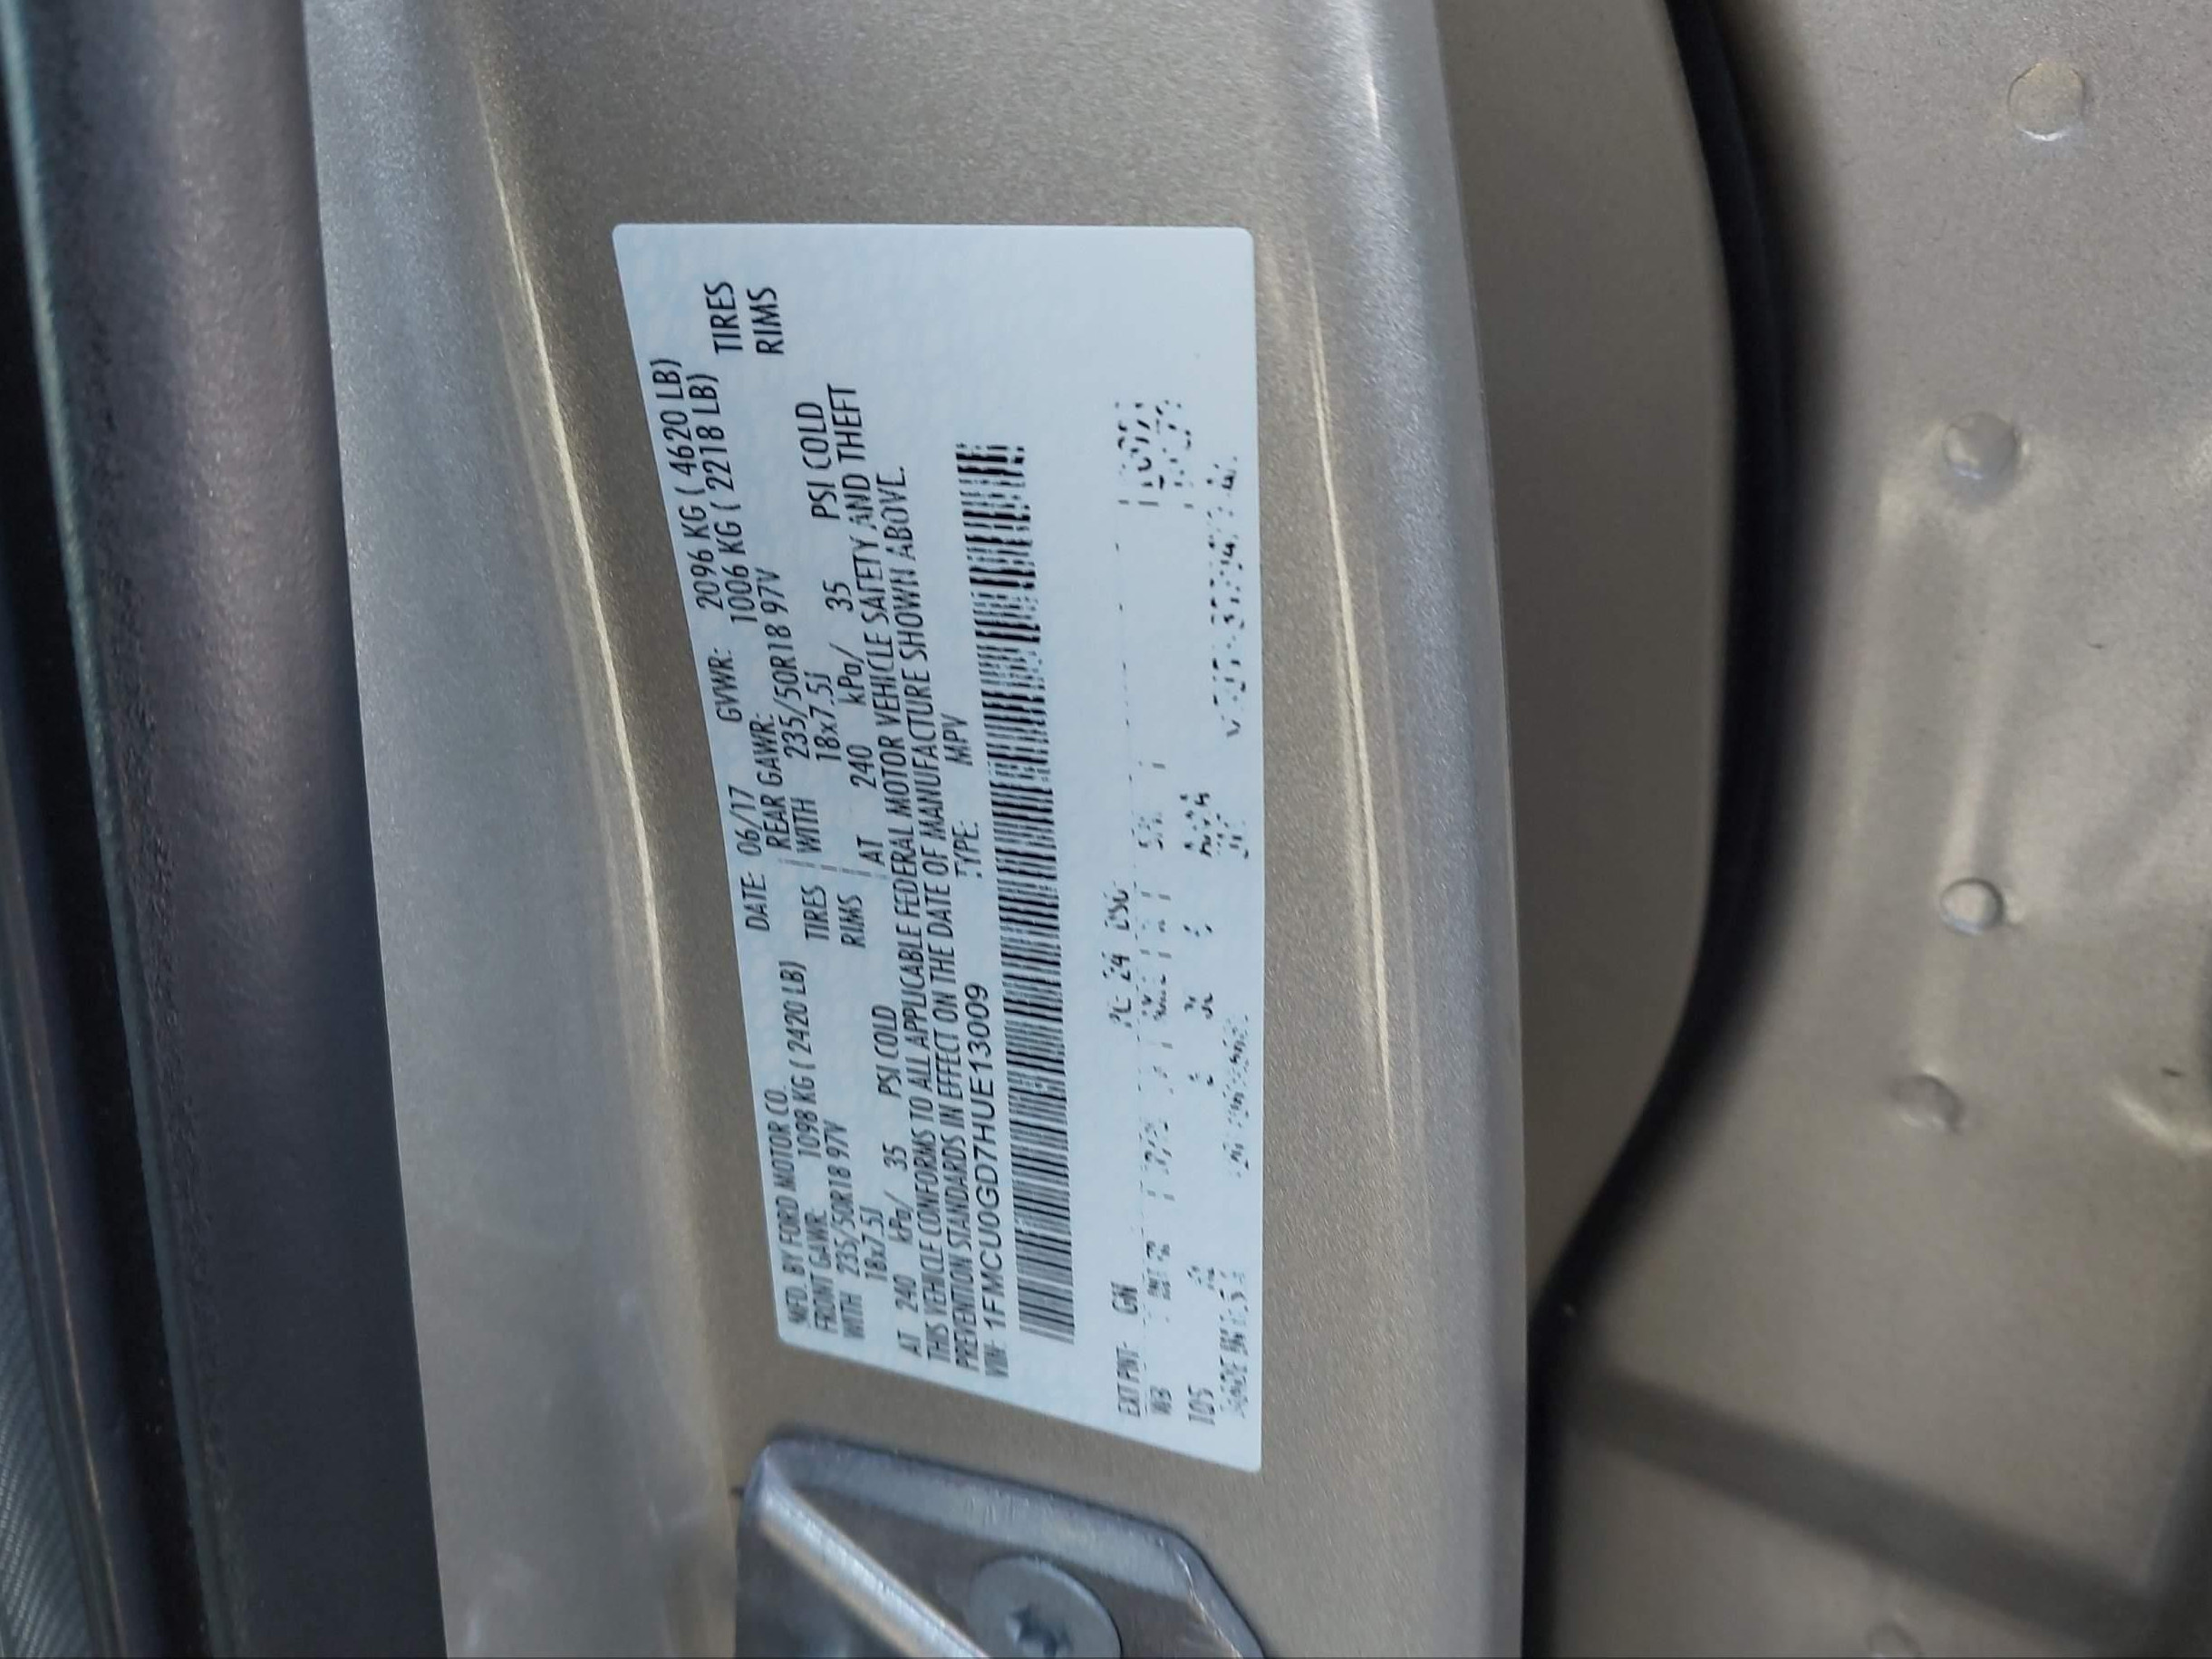 MFD. BY FORD MOTOR CO. DATE: 06/17 GVWR: 2096 KG ( 4620 LB)
FRONT GAWR: 1098 KG ( 2420 LB) REAR GAWR: 1006 KG ( 2218 LB)
WITH 235/50R18 97V TIRES WITH 235/50R18 97V TIRES
18x7.5J RIMS 18x7.5J RIMS
AT 240 kPa/ 35 PSI COLD AT 240 kPa/ 35 PSI COLD
THIS VEHICLE CONFORMS TO ALL APPLICABLE FEDERAL MOTOR VEHICLE SAFETY AND THEFT
PREVENTION STANDARDS IN EFFECT ON THE DATE OF MANUFACTURE SHOWN ABOVE.
VIN: 1FMCU0GD7HUE13009 TYPE: MPV
EXT PNT: GN
WB
105